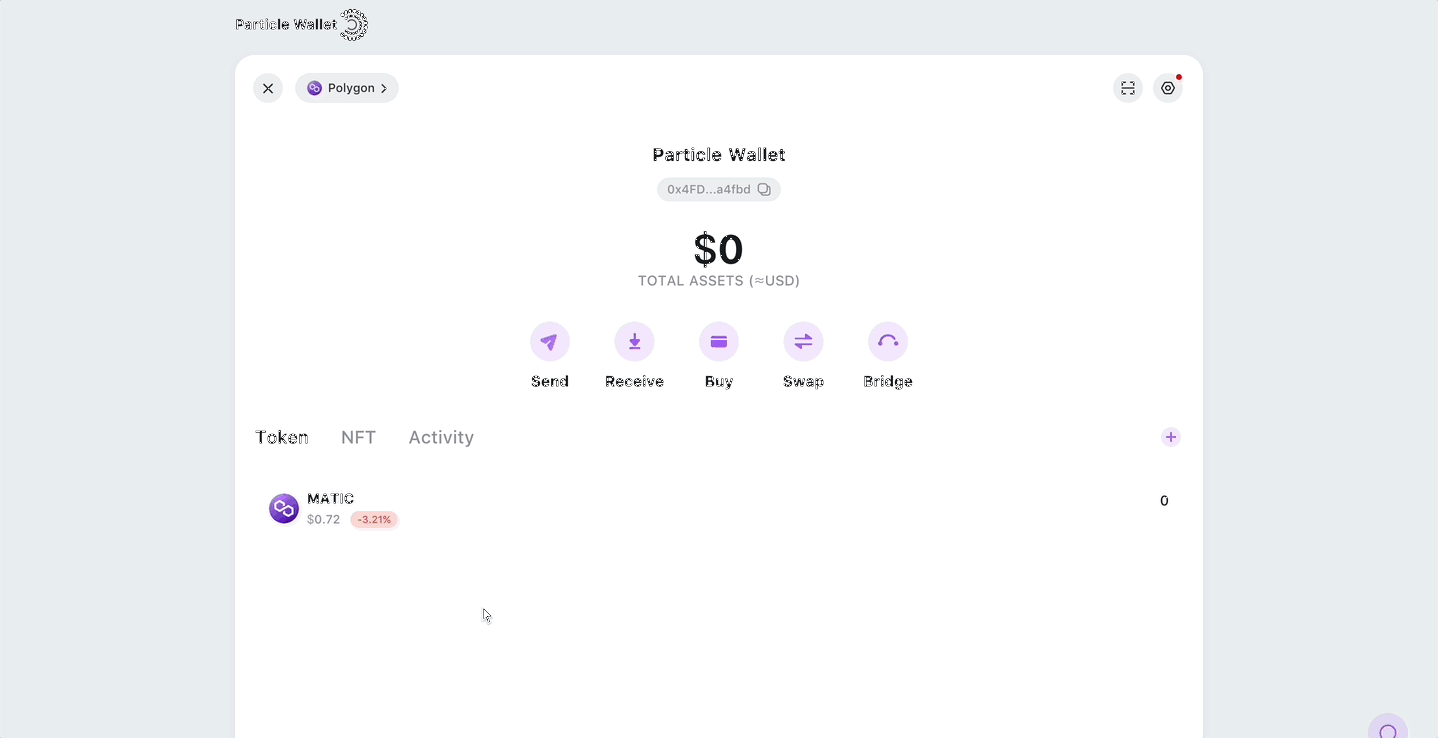 Particle Wallet
Polygon
Particle Wallet
0x4FD...a4fbd
$0
TOTAL ASSETS (≈USD)
Send Receive Buy Swap Bridge
Token NFT Activity
MATIC 0
$0.72 -3.21%